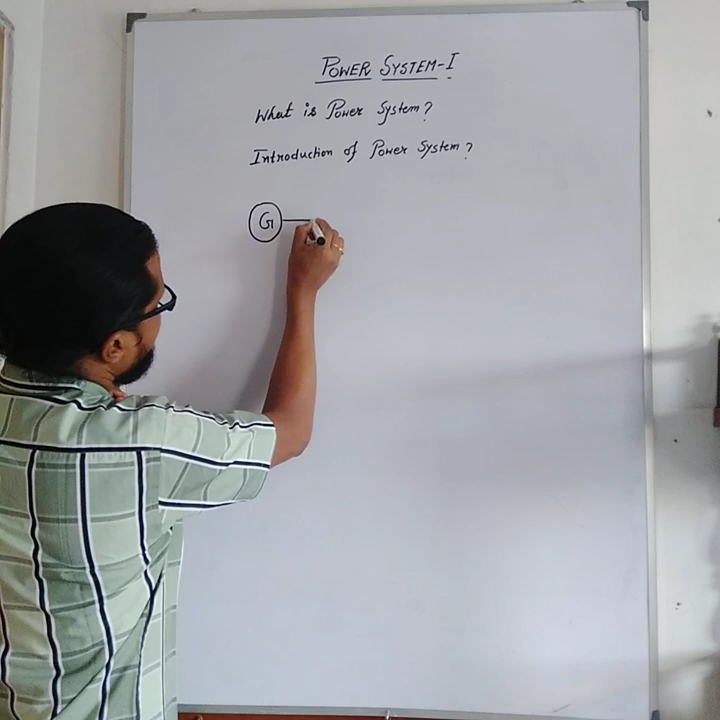 POWER SYSTEM-I
What is Power System?
Introduction of Power System?
G